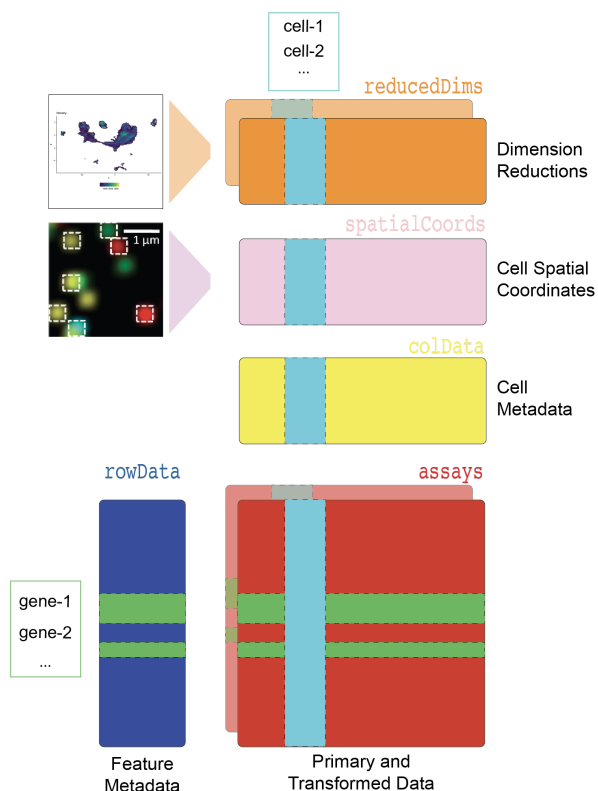 cell-1
cell-2
...
reducedDims
Dimension
Reductions
spatialCoords
1 μm
Cell Spatial
Coordinates
colData
Cell
Metadata
rowData
assays
gene-1
gene-2
...
Feature
Metadata
Primary and
Transformed Data